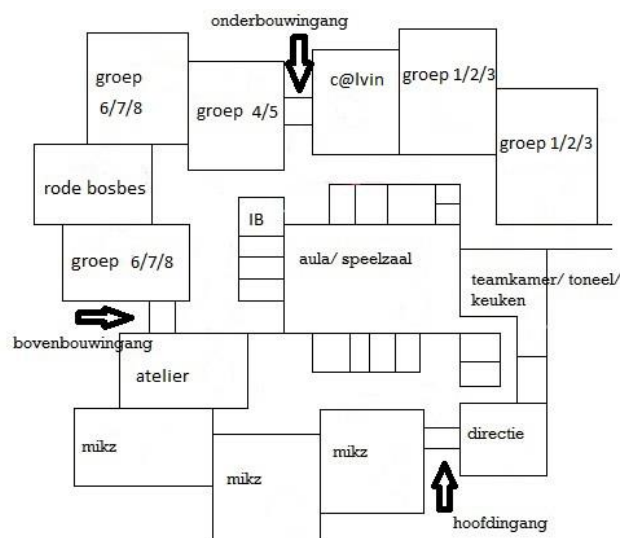 onderbouwingang
groep
6/7/8
groep 4/5
c@lvin
groep 1/2/3
groep 1/2/3
rode bosbes
IB
groep 6/7/8
aula/ speelzaal
teamkamer/ toneel/
keuken
bovenbouwingang
atelier
mikz
mikz
mikz
directie
hoofdingang